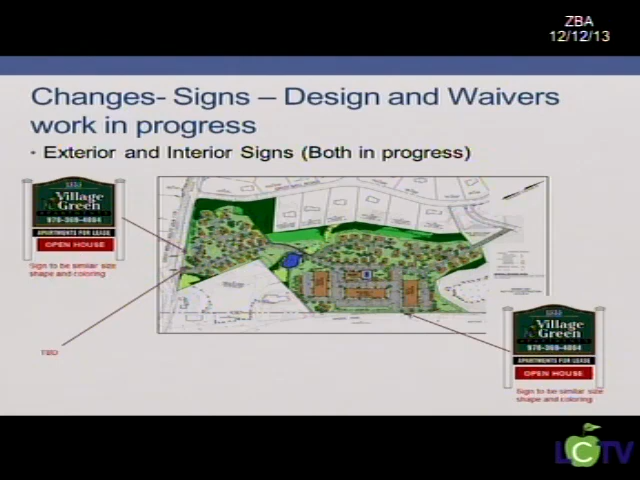 ZBA
12/12/13
Changes- Signs – Design and Waivers
work in progress
• Exterior and Interior Signs (Both in progress)
Village
Green
978-369-4884
APARTMENTS FOR LEASE
OPEN HOUSE
Sign to be similar size
shape and coloring
TBD
Village
Green
978-369-4884
APARTMENTS FOR LEASE
OPEN HOUSE
Sign to be similar size
shape and coloring
LCTV